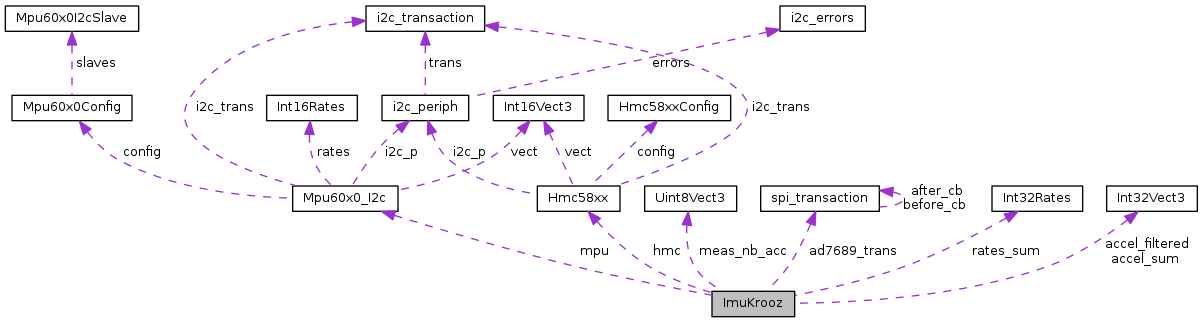 Mpu60x0I2cSlave
i2c_transaction
i2c_errors
slaves
trans
errors
Mpu60x0Config
i2c_trans
Int16Rates
i2c_periph
Int16Vect3
Hmc58xxConfig
i2c_trans
config
rates
i2c_p
i2c_p
vect
vect
config
Mpu60x0_I2c
Hmc58xx
Uint8Vect3
spi_transaction
after_cb
before_cb
Int32Rates
Int32Vect3
mpu
hmc
meas_nb_acc
ad7689_trans
rates_sum
accel_filtered
accel_sum
ImuKrooz